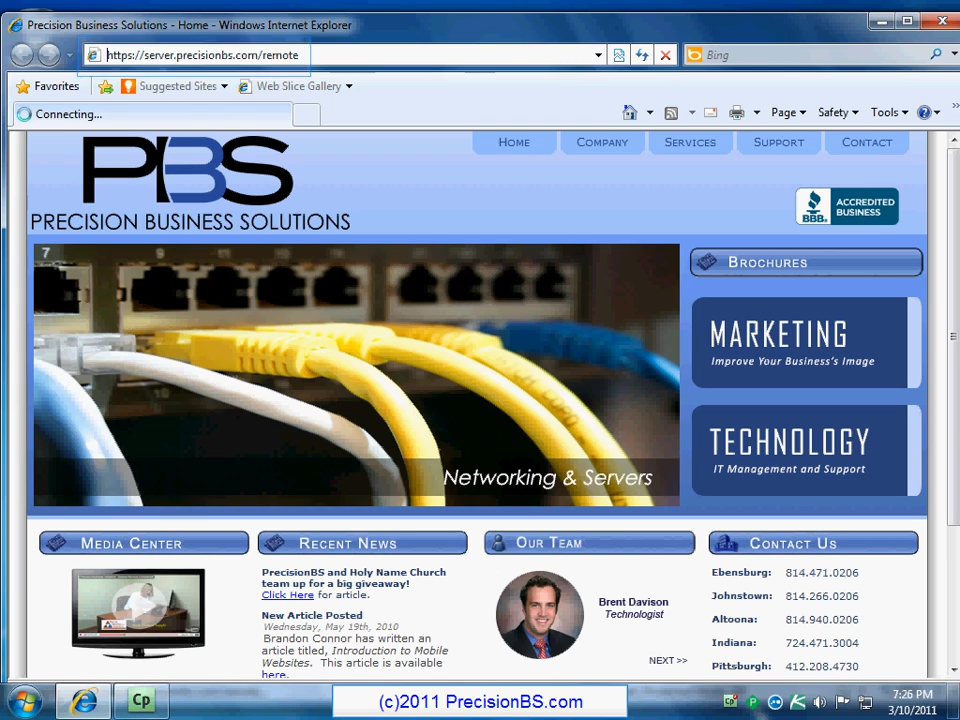 Precision Business Solutions - Home - Windows Internet Explorer
https://server.precisionbs.com/remote
Bing
Favorites
Suggested Sites
Web Slice Gallery
Connecting...
Page
Safety
Tools
PBS
PRECISION BUSINESS SOLUTIONS
HOME
COMPANY
SERVICES
SUPPORT
CONTACT
BBB.
ACCREDITED
BUSINESS
7
9
11
10
Networking & Servers
BROCHURES
MARKETING
Improve Your Business's Image
TECHNOLOGY
IT Management and Support
MEDIA CENTER
RECENT NEWS
PrecisionBS and Holy Name Church
team up for a big giveaway!
Click Here for article.
New Article Posted
Wednesday, May 19th, 2010
Brandon Connor has written an
article titled, Introduction to Mobile
Websites. This article is available
here.
OUR TEAM
Brent Davison
Technologist
NEXT >>
CONTACT US
Ebensburg: 814.471.0206
Johnstown: 814.266.0206
Altoona: 814.940.0206
Indiana: 724.471.3004
Pittsburgh: 412.208.4730
Cp
(c)2011 PrecisionBS.com
7:26 PM
3/10/2011